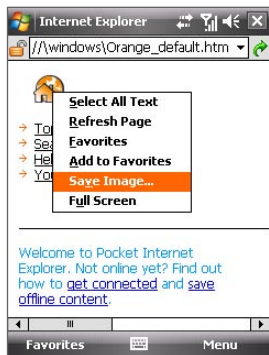 Internet Explorer
//\windows\Orange_default.htm
Select All Text
Refresh Page
Favorites
Add to Favorites
Save Image...
Full Screen
Welcome to Pocket Internet
Explorer. Not online yet? Find out
how to get connected and save
offline content.
Favorites
Menu